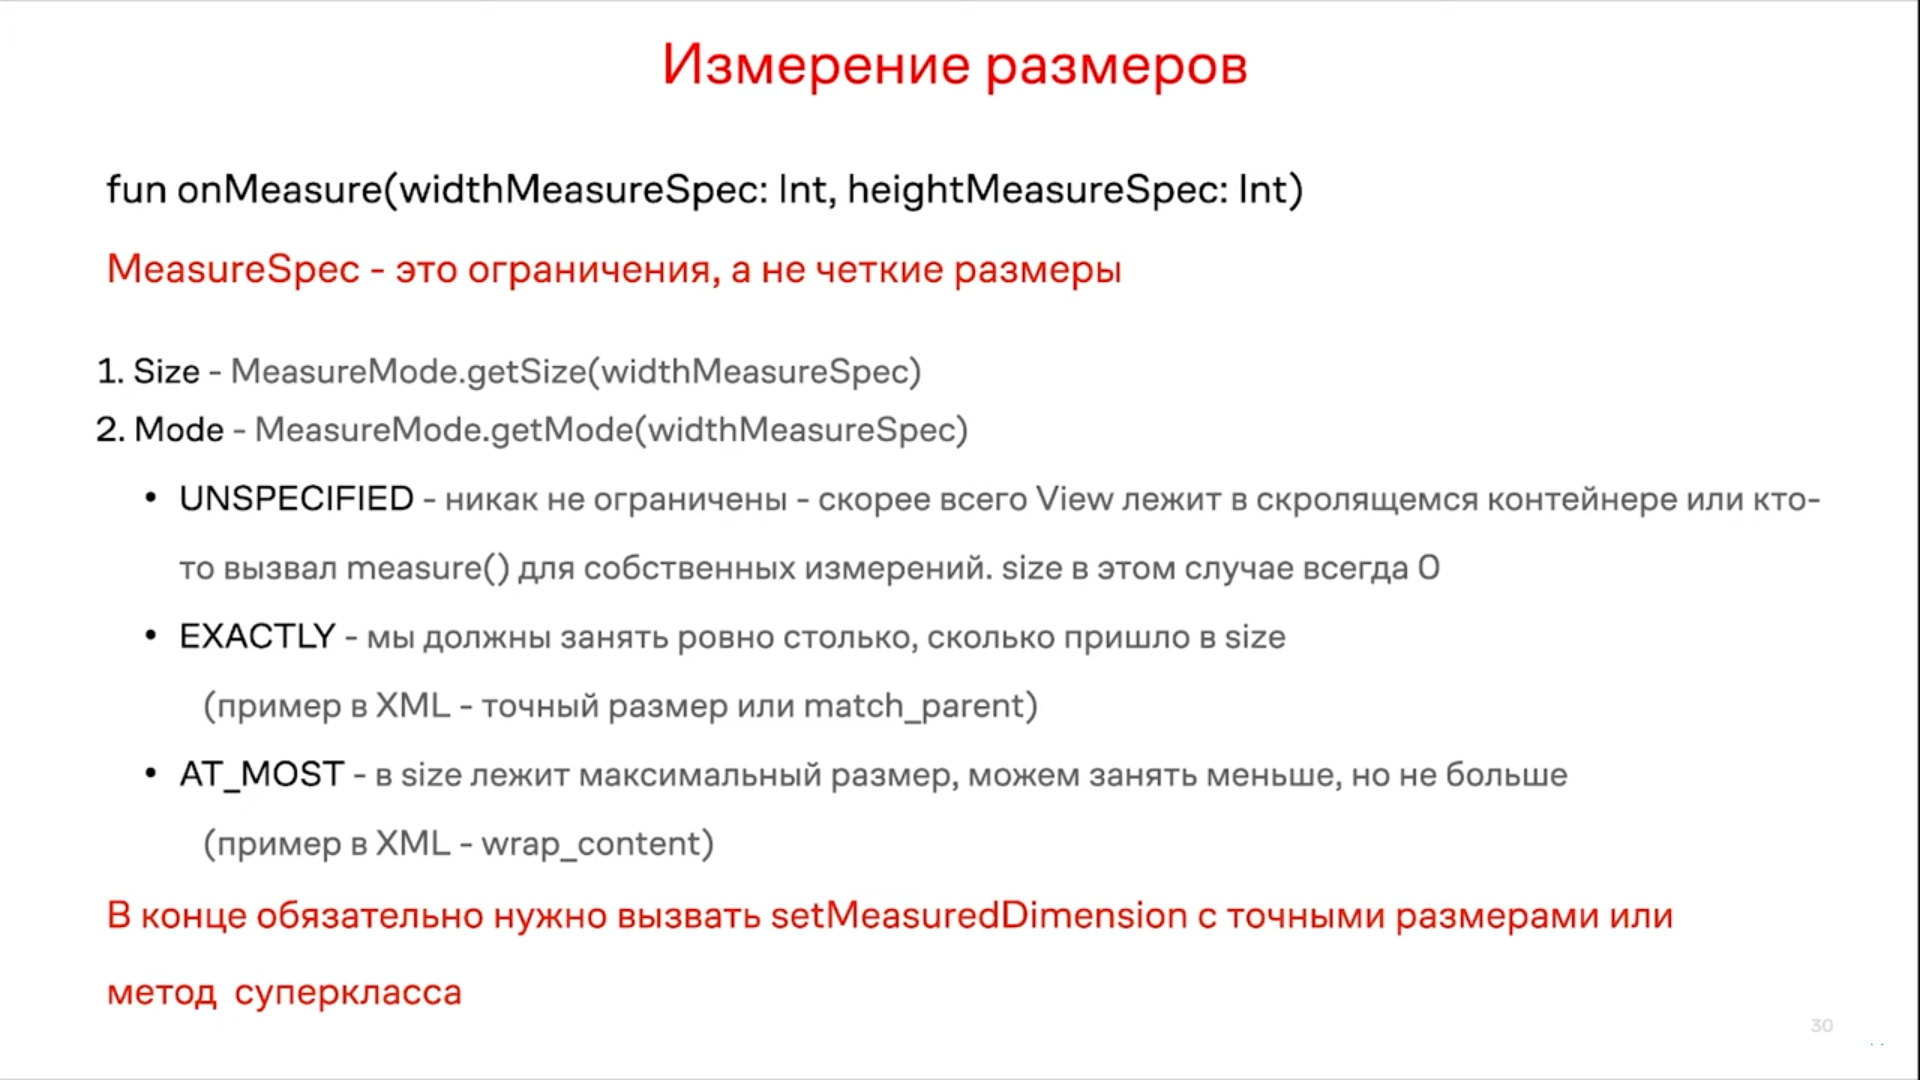 Измерение размеров
fun onMeasure(widthMeasureSpec: Int, heightMeasureSpec: Int)
MeasureSpec - это ограничения, а не четкие размеры
1. Size - MeasureMode.getSize(widthMeasureSpec)
2. Mode - MeasureMode.getMode(widthMeasureSpec)
• UNSPECIFIED - никак не ограничены - скорее всего View лежит в скролящемся контейнере или кто-
то вызвал measure() для собственных измерений. size в этом случае всегда 0
• EXACTLY - мы должны занять ровно столько, сколько пришло в size
(пример в XML - точный размер или match_parent)
• AT_MOST - в size лежит максимальный размер, можем занять меньше, но не больше
(пример в XML - wrap_content)
В конце обязательно нужно вызвать setMeasuredDimension с точными размерами или
метод суперкласса
30